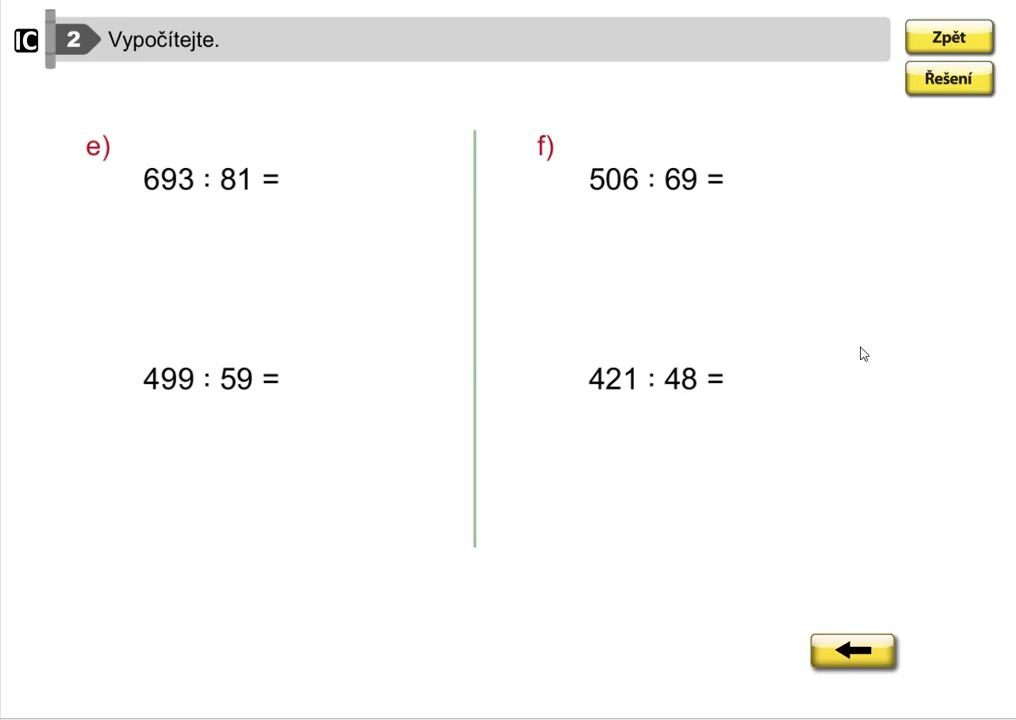 IC 2 Vypočítejte.
Zpět
Řešení
e)
693 : 81 =
499 : 59 =
f)
506 : 69 =
421 : 48 =